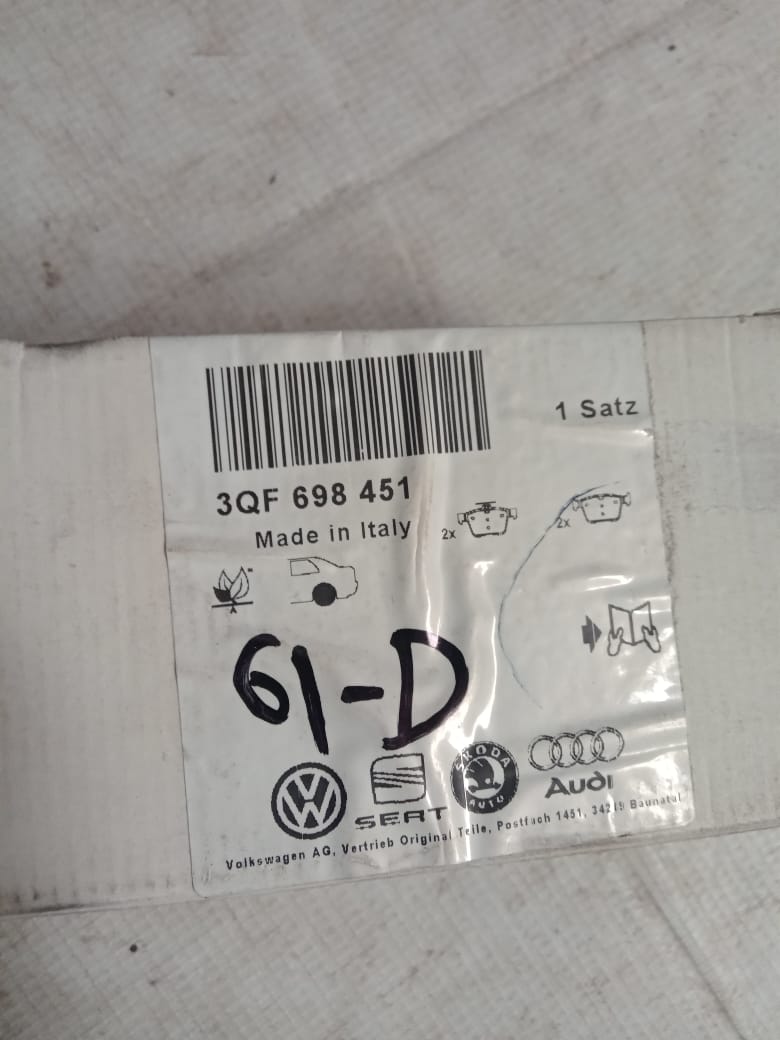 1 Satz
3QF 698 451
Made in Italy
2x
2x
61-D
SEAT
ŠKODA
AUTO
Audi
Volkswagen AG, Vertrieb Original Teile, Postfach 1451, 34219 Baunatal